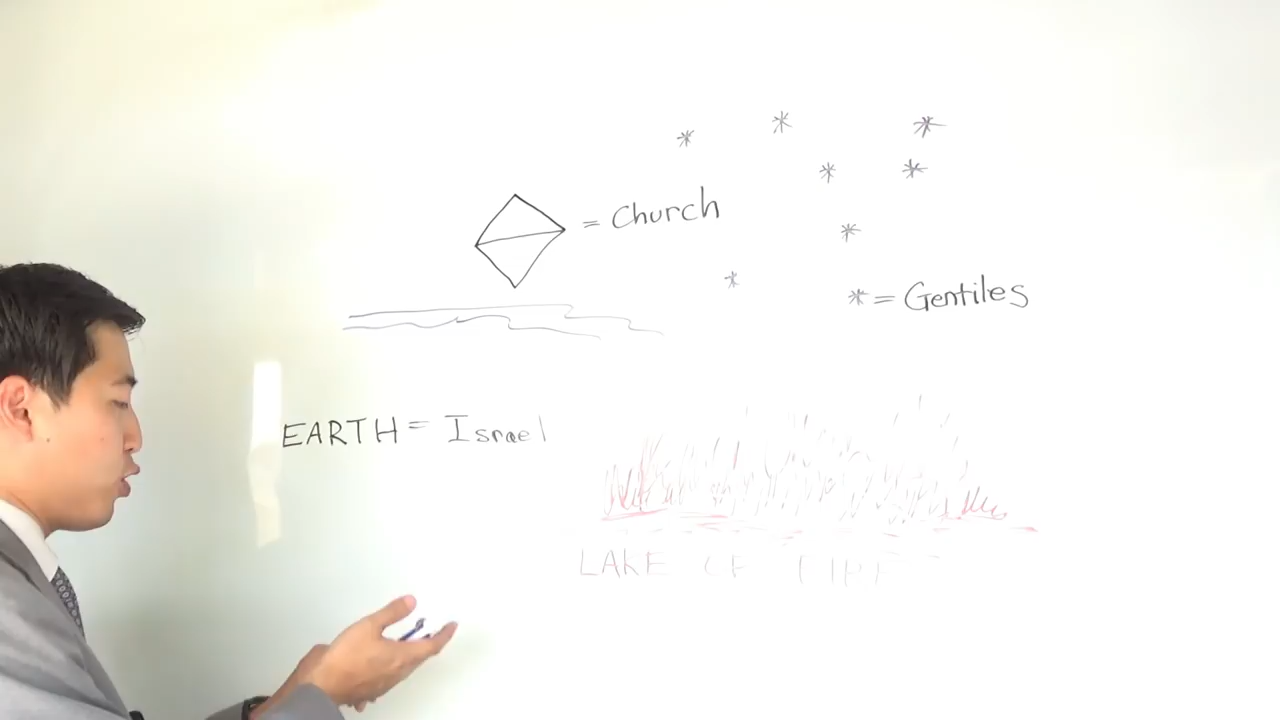 = Church
* = Gentiles
EARTH = Israel
LAKE OF FIRE